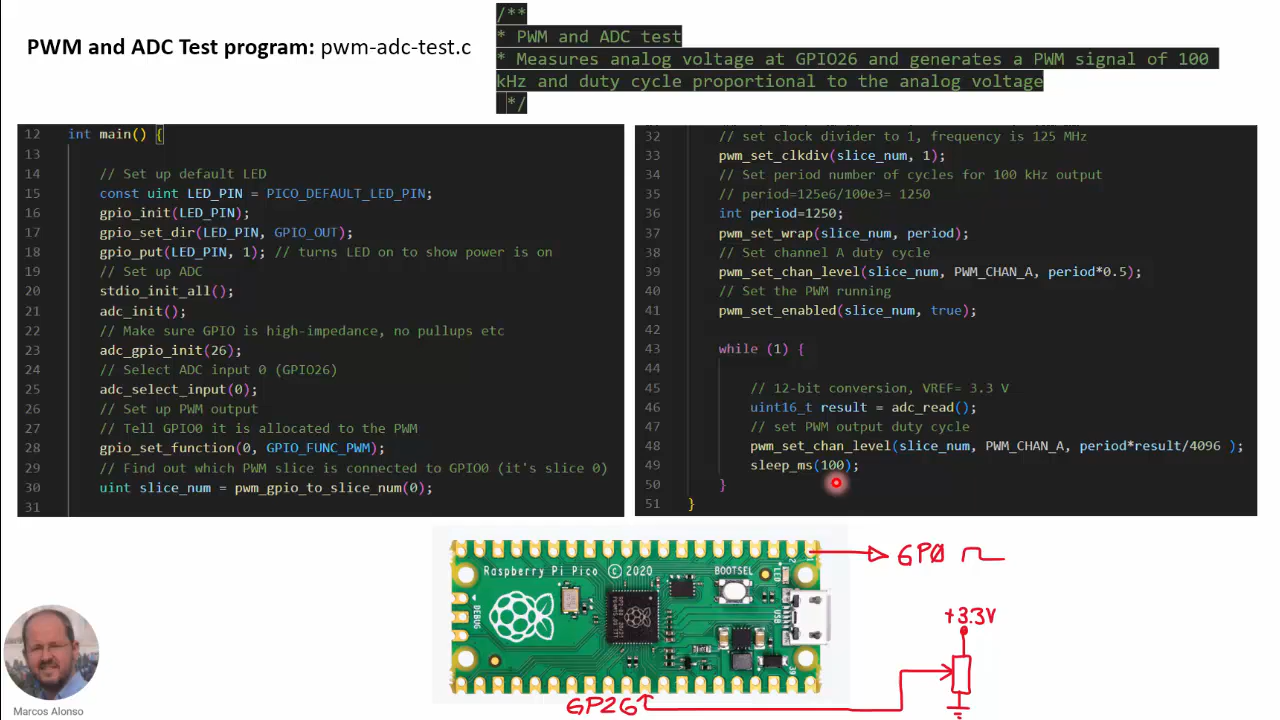 PWM and ADC Test program: pwm-adc-test.c
/**
* PWM and ADC test
* Measures analog voltage at GPIO26 and generates a PWM signal of 100
kHz and duty cycle proportional to the analog voltage
*/
12 int main() {
13
14 // Set up default LED
15 const uint LED_PIN = PICO_DEFAULT_LED_PIN;
16 gpio_init(LED_PIN);
17 gpio_set_dir(LED_PIN, GPIO_OUT);
18 gpio_put(LED_PIN, 1); // turns LED on to show power is on
19 // Set up ADC
20 stdio_init_all();
21 adc_init();
22 // Make sure GPIO is high-impedance, no pullups etc
23 adc_gpio_init(26);
24 // Select ADC input 0 (GPIO26)
25 adc_select_input(0);
26 // Set up PWM output
27 // Tell GPIO0 it is allocated to the PWM
28 gpio_set_function(0, GPIO_FUNC_PWM);
29 // Find out which PWM slice is connected to GPIO0 (it's slice 0)
30 uint slice_num = pwm_gpio_to_slice_num(0);
31
32 // set clock divider to 1, frequency is 125 MHz
33 pwm_set_clkdiv(slice_num, 1);
34 // Set period number of cycles for 100 kHz output
35 // period=125e6/100e3= 1250
36 int period=1250;
37 pwm_set_wrap(slice_num, period);
38 // Set channel A duty cycle
39 pwm_set_chan_level(slice_num, PWM_CHAN_A, period*0.5);
40 // Set the PWM running
41 pwm_set_enabled(slice_num, true);
42
43 while (1) {
44
45 // 12-bit conversion, VREF= 3.3 V
46 uint16_t result = adc_read();
47 // set PWM output duty cycle
48 pwm_set_chan_level(slice_num, PWM_CHAN_A, period*result/4096 );
49 sleep_ms(100);
50 }
51 }
GP0
Raspberry Pi Pico © 2020
BOOTSEL
LED
2
DEBUG
USB
39
+3.3V
GP26
Marcos Alonso